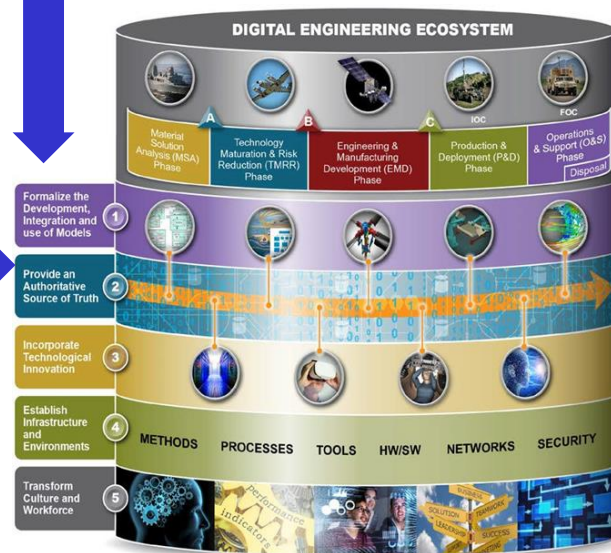 DIGITAL ENGINEERING ECOSYSTEM
A
B
C
IOC
FOC
Material
Solution
Analysis (MSA)
Phase
Technology
Maturation & Risk
Reduction (TMRR)
Phase
Engineering &
Manufacturing
Development (EMD)
Phase
Production &
Deployment (P&D)
Phase
Operations
& Support (O&S)
Phase
Disposal
Formalize the
Development,
Integration and
use of Models
1
Provide an
Authoritative
Source of Truth
2
Incorporate
Technological
Innovation
3
Establish
Infrastructure
and
Environments
4
METHODS
PROCESSES
TOOLS
HW/SW
NETWORKS
SECURITY
Transform
Culture and
Workforce
5
performance
indicators
BUSINESS
SOLUTION
TEAMWORK
LEADERSHIP
SUCCESS